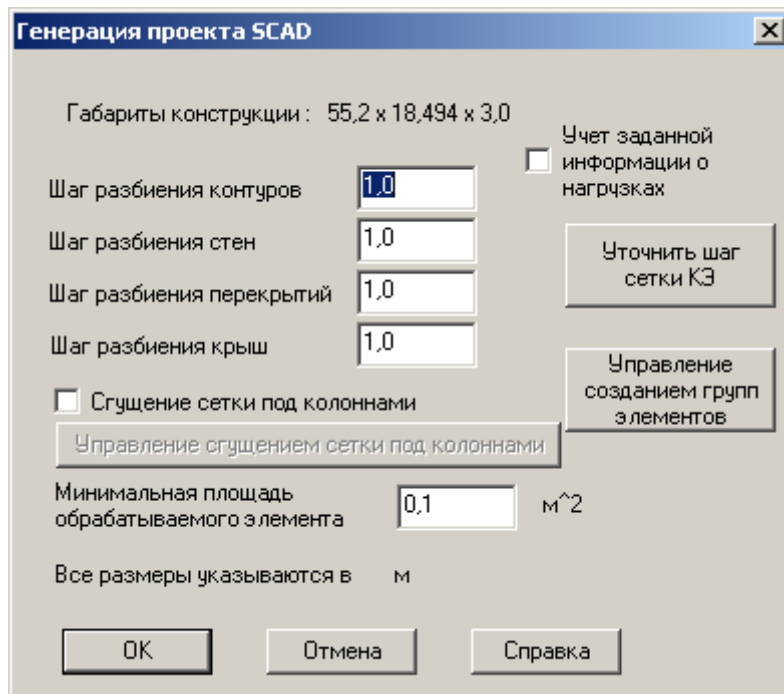 Генерация проекта SCAD
Габариты конструкции : 55,2 x 18,494 x 3,0
Учет заданной
информации о
нагрузках
Шаг разбиения контуров 1,0
Шаг разбиения стен 1,0
Уточнить шаг
сетки КЭ
Шаг разбиения перекрытий 1,0
Шаг разбиения крыш 1,0
Управление
созданием групп
элементов
Сгущение сетки под колоннами
Управление сгущением сетки под колоннами
Минимальная площадь
обрабатываемого элемента 0,1 м^2
Все размеры указываются в м
OK Отмена Справка